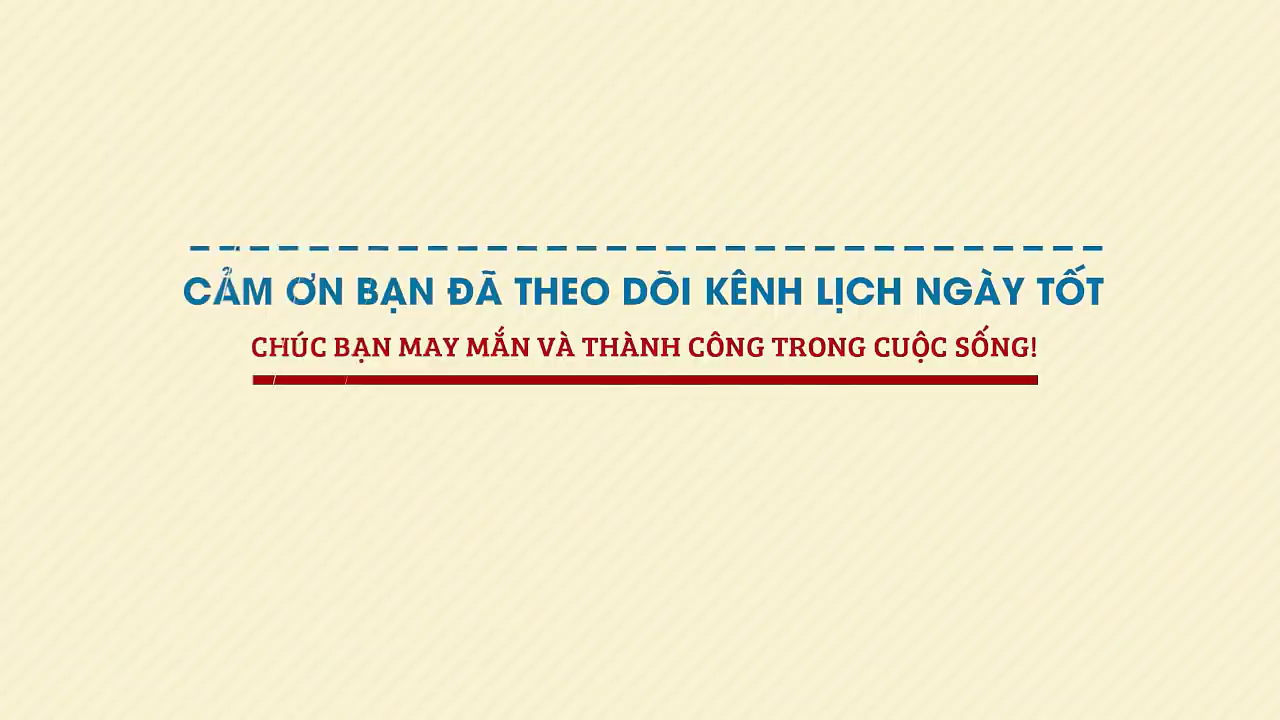 CẢM ƠN BẠN ĐÃ THEO DÕI KÊNH LỊCH NGÀY TỐT
CHÚC BẠN MAY MẮN VÀ THÀNH CÔNG TRONG CUỘC SỐNG!